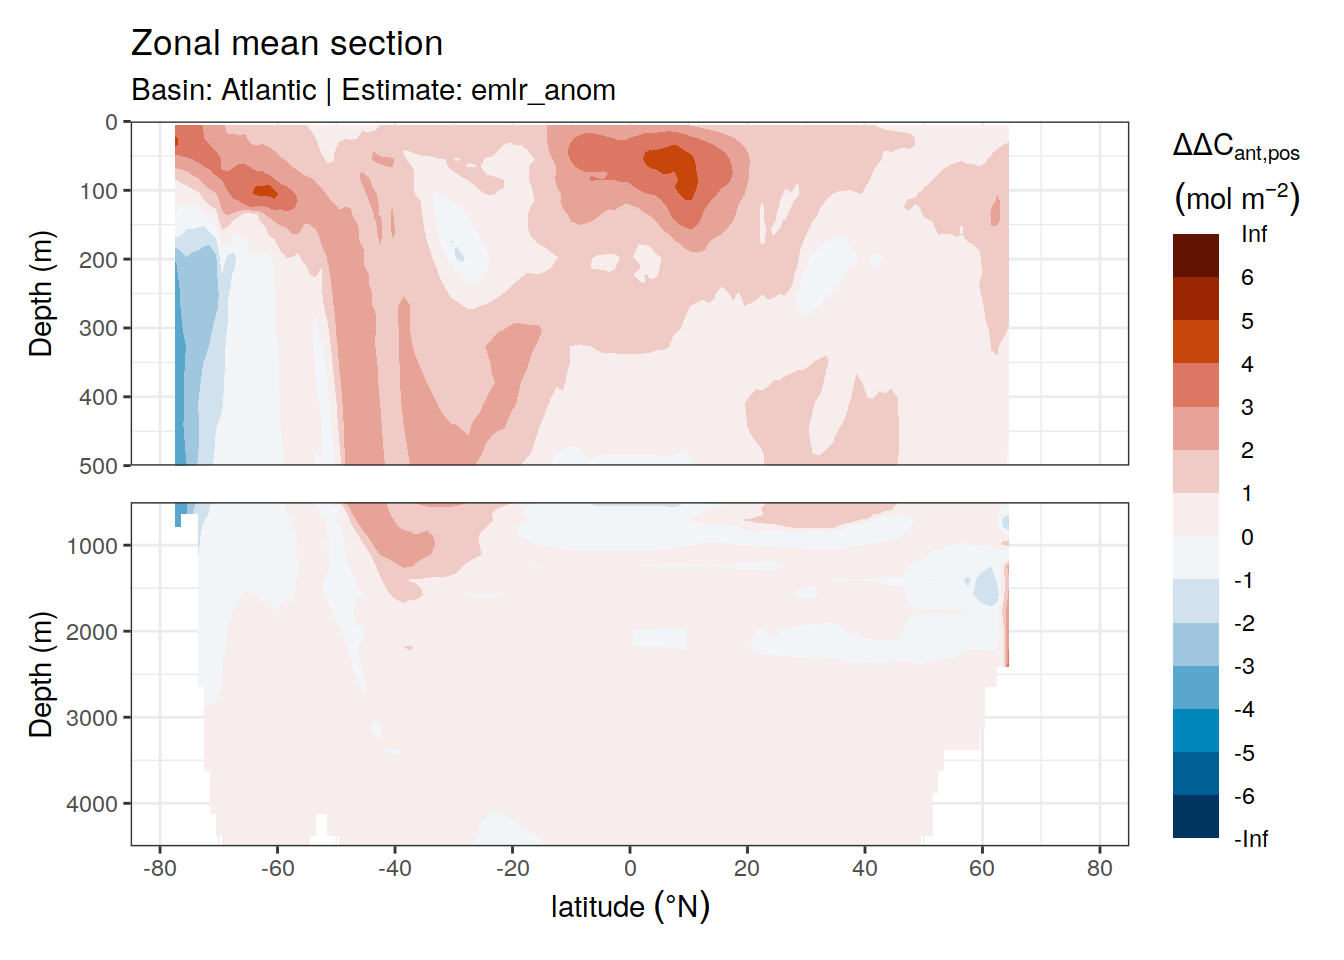 Zonal mean section
Basin: Atlantic | Estimate: emlr_anom
0
100
200
300
400
500
Depth (m)
1000
2000
3000
4000
Depth (m)
-80 -60 -40 -20 0 20 40 60 80
latitude (°N)
ΔΔC_ant,pos
(mol m⁻²)
Inf
6
5
4
3
2
1
0
-1
-2
-3
-4
-5
-6
-Inf